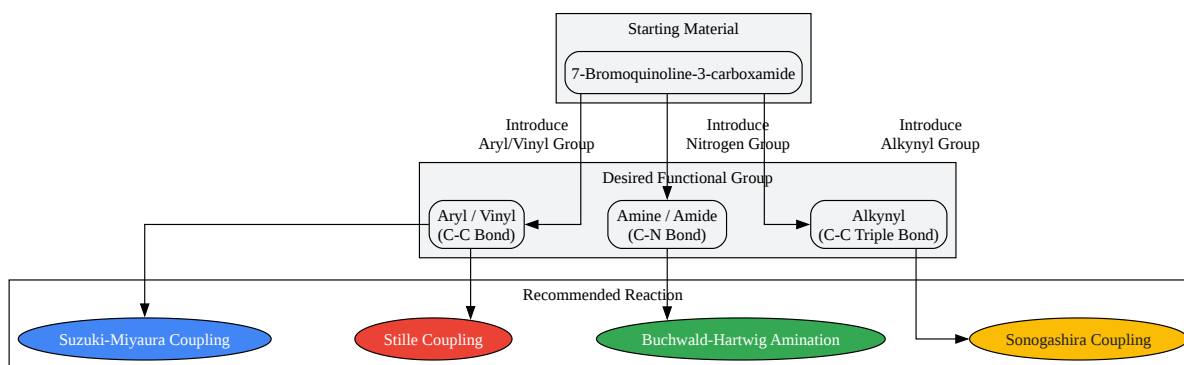 Starting Material
7-Bromoquinoline-3-carboxamide
Introduce
Aryl/Vinyl Group
Introduce
Nitrogen Group
Introduce
Alkynyl Group
Desired Functional Group
Aryl / Vinyl
(C-C Bond)
Amine / Amide
(C-N Bond)
Alkynyl
(C-C Triple Bond)
Recommended Reaction
Suzuki-Miyaura Coupling
Stille Coupling
Buchwald-Hartwig Amination
Sonogashira Coupling